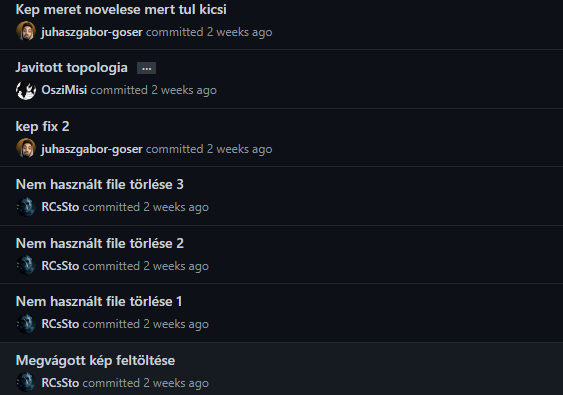 Kep meret novelese mert tul kicsi
juhaszgabor-goser committed 2 weeks ago
Javitott topologia ...
OsziMisi committed 2 weeks ago
kep fix 2
juhaszgabor-goser committed 2 weeks ago
Nem használt file törlése 3
RCsSto committed 2 weeks ago
Nem használt file törlése 2
RCsSto committed 2 weeks ago
Nem használt file törlése 1
RCsSto committed 2 weeks ago
Megvágott kép feltöltése
RCsSto committed 2 weeks ago